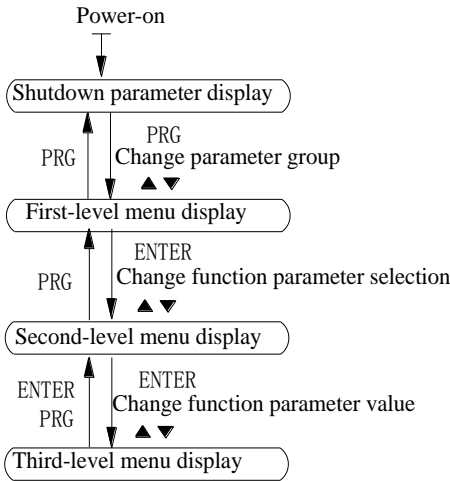 Power-on
Shutdown parameter display
PRG
PRG
Change parameter group
▲ ▼
First-level menu display
ENTER
PRG
Change function parameter selection
▲ ▼
Second-level menu display
ENTER
ENTER
PRG
Change function parameter value
▲ ▼
Third-level menu display